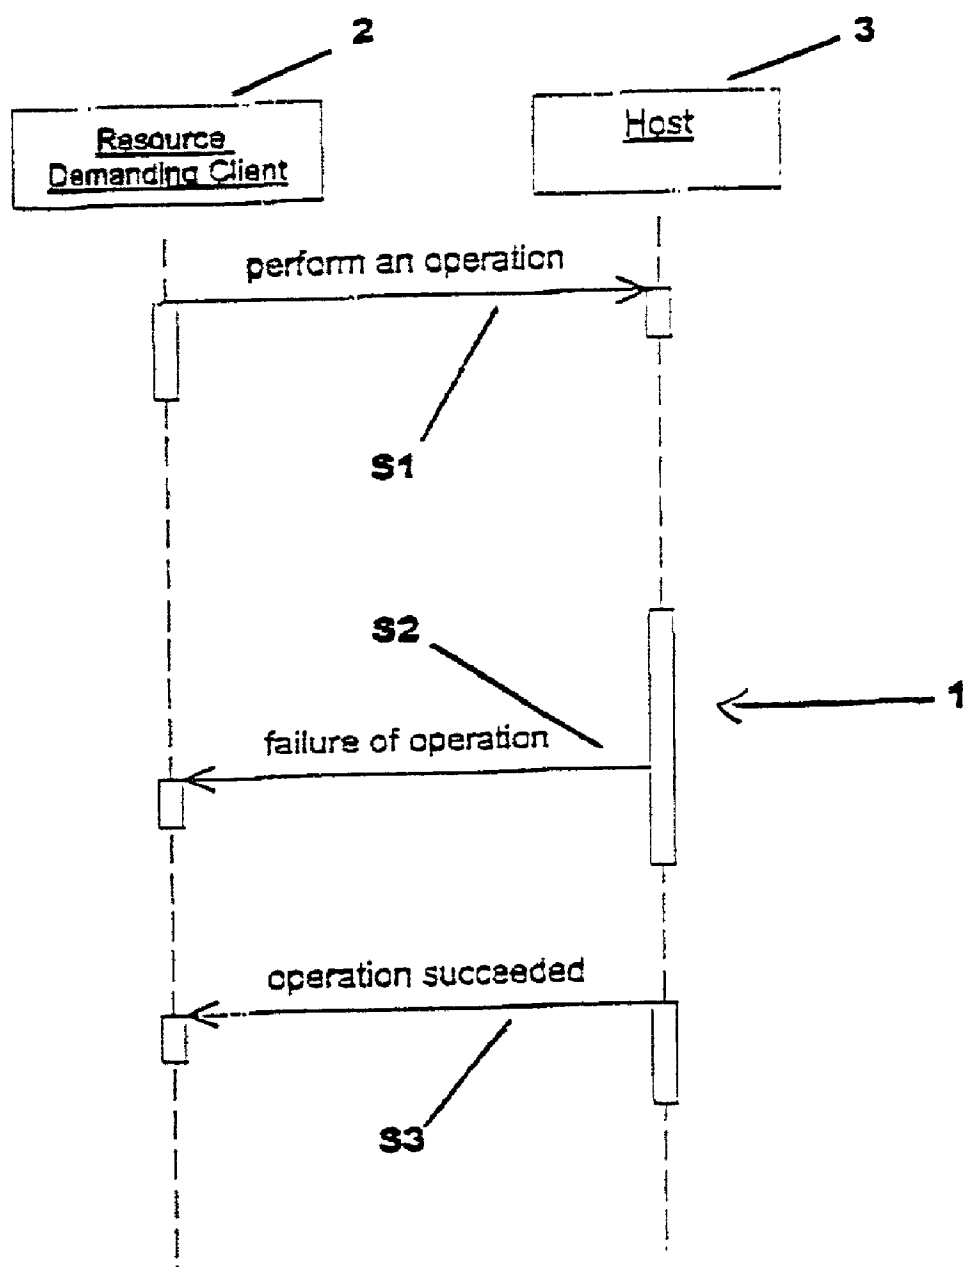 2
3
Resource
Demanding Client
Host
perform an operation
S1
S2
1
failure of operation
operation succeeded
S3